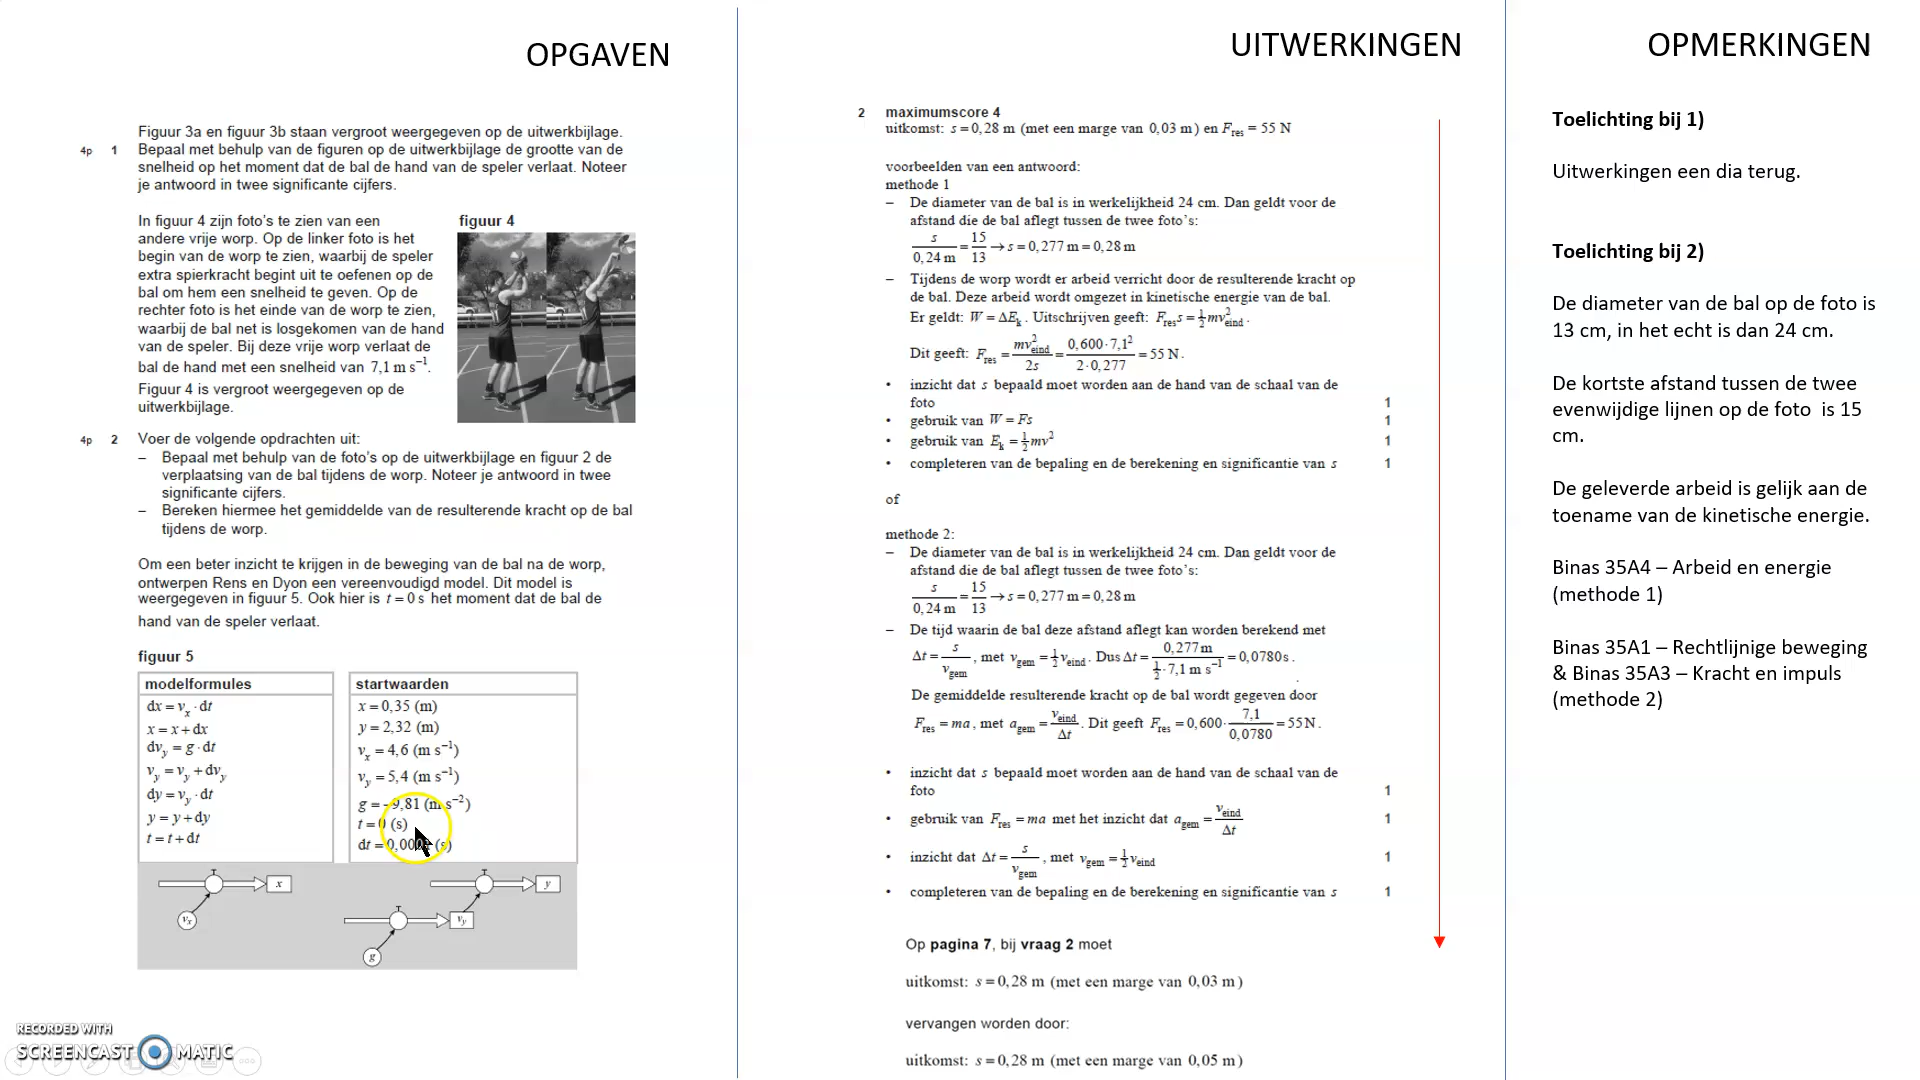 OPGAVEN
Figuur 3a en figuur 3b staan vergroot weergegeven op de uitwerkbijlage.
4p 1 Bepaal met behulp van de figuren op de uitwerkbijlage de grootte van de
snelheid op het moment dat de bal de hand van de speler verlaat. Noteer
je antwoord in twee significante cijfers.
In figuur 4 zijn foto's te zien van een
andere vrije worp. Op de linker foto is het
begin van de worp te zien, waarbij de speler
extra spierkracht begint uit te oefenen op de
bal om hem een snelheid te geven. Op de
rechter foto is het einde van de worp te zien,
waarbij de bal net is losgekomen van de hand
van de speler. Bij deze vrije worp verlaat de
bal de hand met een snelheid van 7,1 m s⁻¹.
Figuur 4 is vergroot weergegeven op de
uitwerkbijlage.
figuur 4
4p 2 Voer de volgende opdrachten uit:
– Bepaal met behulp van de foto's op de uitwerkbijlage en figuur 2 de
verplaatsing van de bal tijdens de worp. Noteer je antwoord in twee
significante cijfers.
– Bereken hiermee het gemiddelde van de resulterende kracht op de bal
tijdens de worp.
Om een beter inzicht te krijgen in de beweging van de bal na de worp,
ontwerpen Rens en Dyon een vereenvoudigd model. Dit model is
weergegeven in figuur 5. Ook hier is t = 0 s het moment dat de bal de
hand van de speler verlaat.
figuur 5
modelformules
dx = vₓ · dt
x = x + dx
dv_y = g · dt
v_y = v_y + dv_y
dy = v_y · dt
y = y + dy
t = t + dt
startwaarden
x = 0,35 (m)
y = 2,32 (m)
vₓ = 4,6 (m s⁻¹)
v_y = 5,4 (m s⁻¹)
g = -9,81 (m s⁻²)
t = 0 (s)
dt = (s)
x
y
vₓ
v_y
g
RECORDED WITH
SCREENCAST MATIC
UITWERKINGEN
2 maximumscore 4
uitkomst: s = 0,28 m (met een marge van 0,03 m) en F_res = 55 N
voorbeelden van een antwoord:
methode 1
– De diameter van de bal is in werkelijkheid 24 cm. Dan geldt voor de
afstand die de bal aflegt tussen de twee foto's:
s / 0,24 m = 15 / 13 → s = 0,277 m = 0,28 m
– Tijdens de worp wordt er arbeid verricht door de resulterende kracht op
de bal. Deze arbeid wordt omgezet in kinetische energie van de bal.
Er geldt: W = ΔE_k. Uitschrijven geeft: F_res s = ½mv²_eind.
Dit geeft: F_res = mv²_eind / 2s = 0,600·7,1² / 2·0,277 = 55 N.
• inzicht dat s bepaald moet worden aan de hand van de schaal van de
foto 1
• gebruik van W = Fs 1
• gebruik van E_k = ½mv² 1
• completeren van de bepaling en de berekening en significantie van s 1
of
methode 2:
– De diameter van de bal is in werkelijkheid 24 cm. Dan geldt voor de
afstand die de bal aflegt tussen de twee foto's:
s / 0,24 m = 15 / 13 → s = 0,277 m = 0,28 m
– De tijd waarin de bal deze afstand aflegt kan worden berekend met
Δt = s / v_gem, met v_gem = ½v_eind. Dus Δt = 0,277 m / ½·7,1 m s⁻¹ = 0,0780 s.
De gemiddelde resulterende kracht op de bal wordt gegeven door
F_res = ma, met a_gem = v_eind / Δt. Dit geeft F_res = 0,600 · 7,1 / 0,0780 = 55 N.
• inzicht dat s bepaald moet worden aan de hand van de schaal van de
foto 1
• gebruik van F_res = ma met het inzicht dat a_gem = v_eind / Δt 1
• inzicht dat Δt = s / v_gem, met v_gem = ½v_eind 1
• completeren van de bepaling en de berekening en significantie van s 1
Op pagina 7, bij vraag 2 moet
uitkomst: s = 0,28 m (met een marge van 0,03 m)
vervangen worden door:
uitkomst: s = 0,28 m (met een marge van 0,05 m)
OPMERKINGEN
Toelichting bij 1)
Uitwerkingen een dia terug.
Toelichting bij 2)
De diameter van de bal op de foto is
13 cm, in het echt is dan 24 cm.
De kortste afstand tussen de twee
evenwijdige lijnen op de foto is 15
cm.
De geleverde arbeid is gelijk aan de
toename van de kinetische energie.
Binas 35A4 – Arbeid en energie
(methode 1)
Binas 35A1 – Rechtlijnige beweging
& Binas 35A3 – Kracht en impuls
(methode 2)